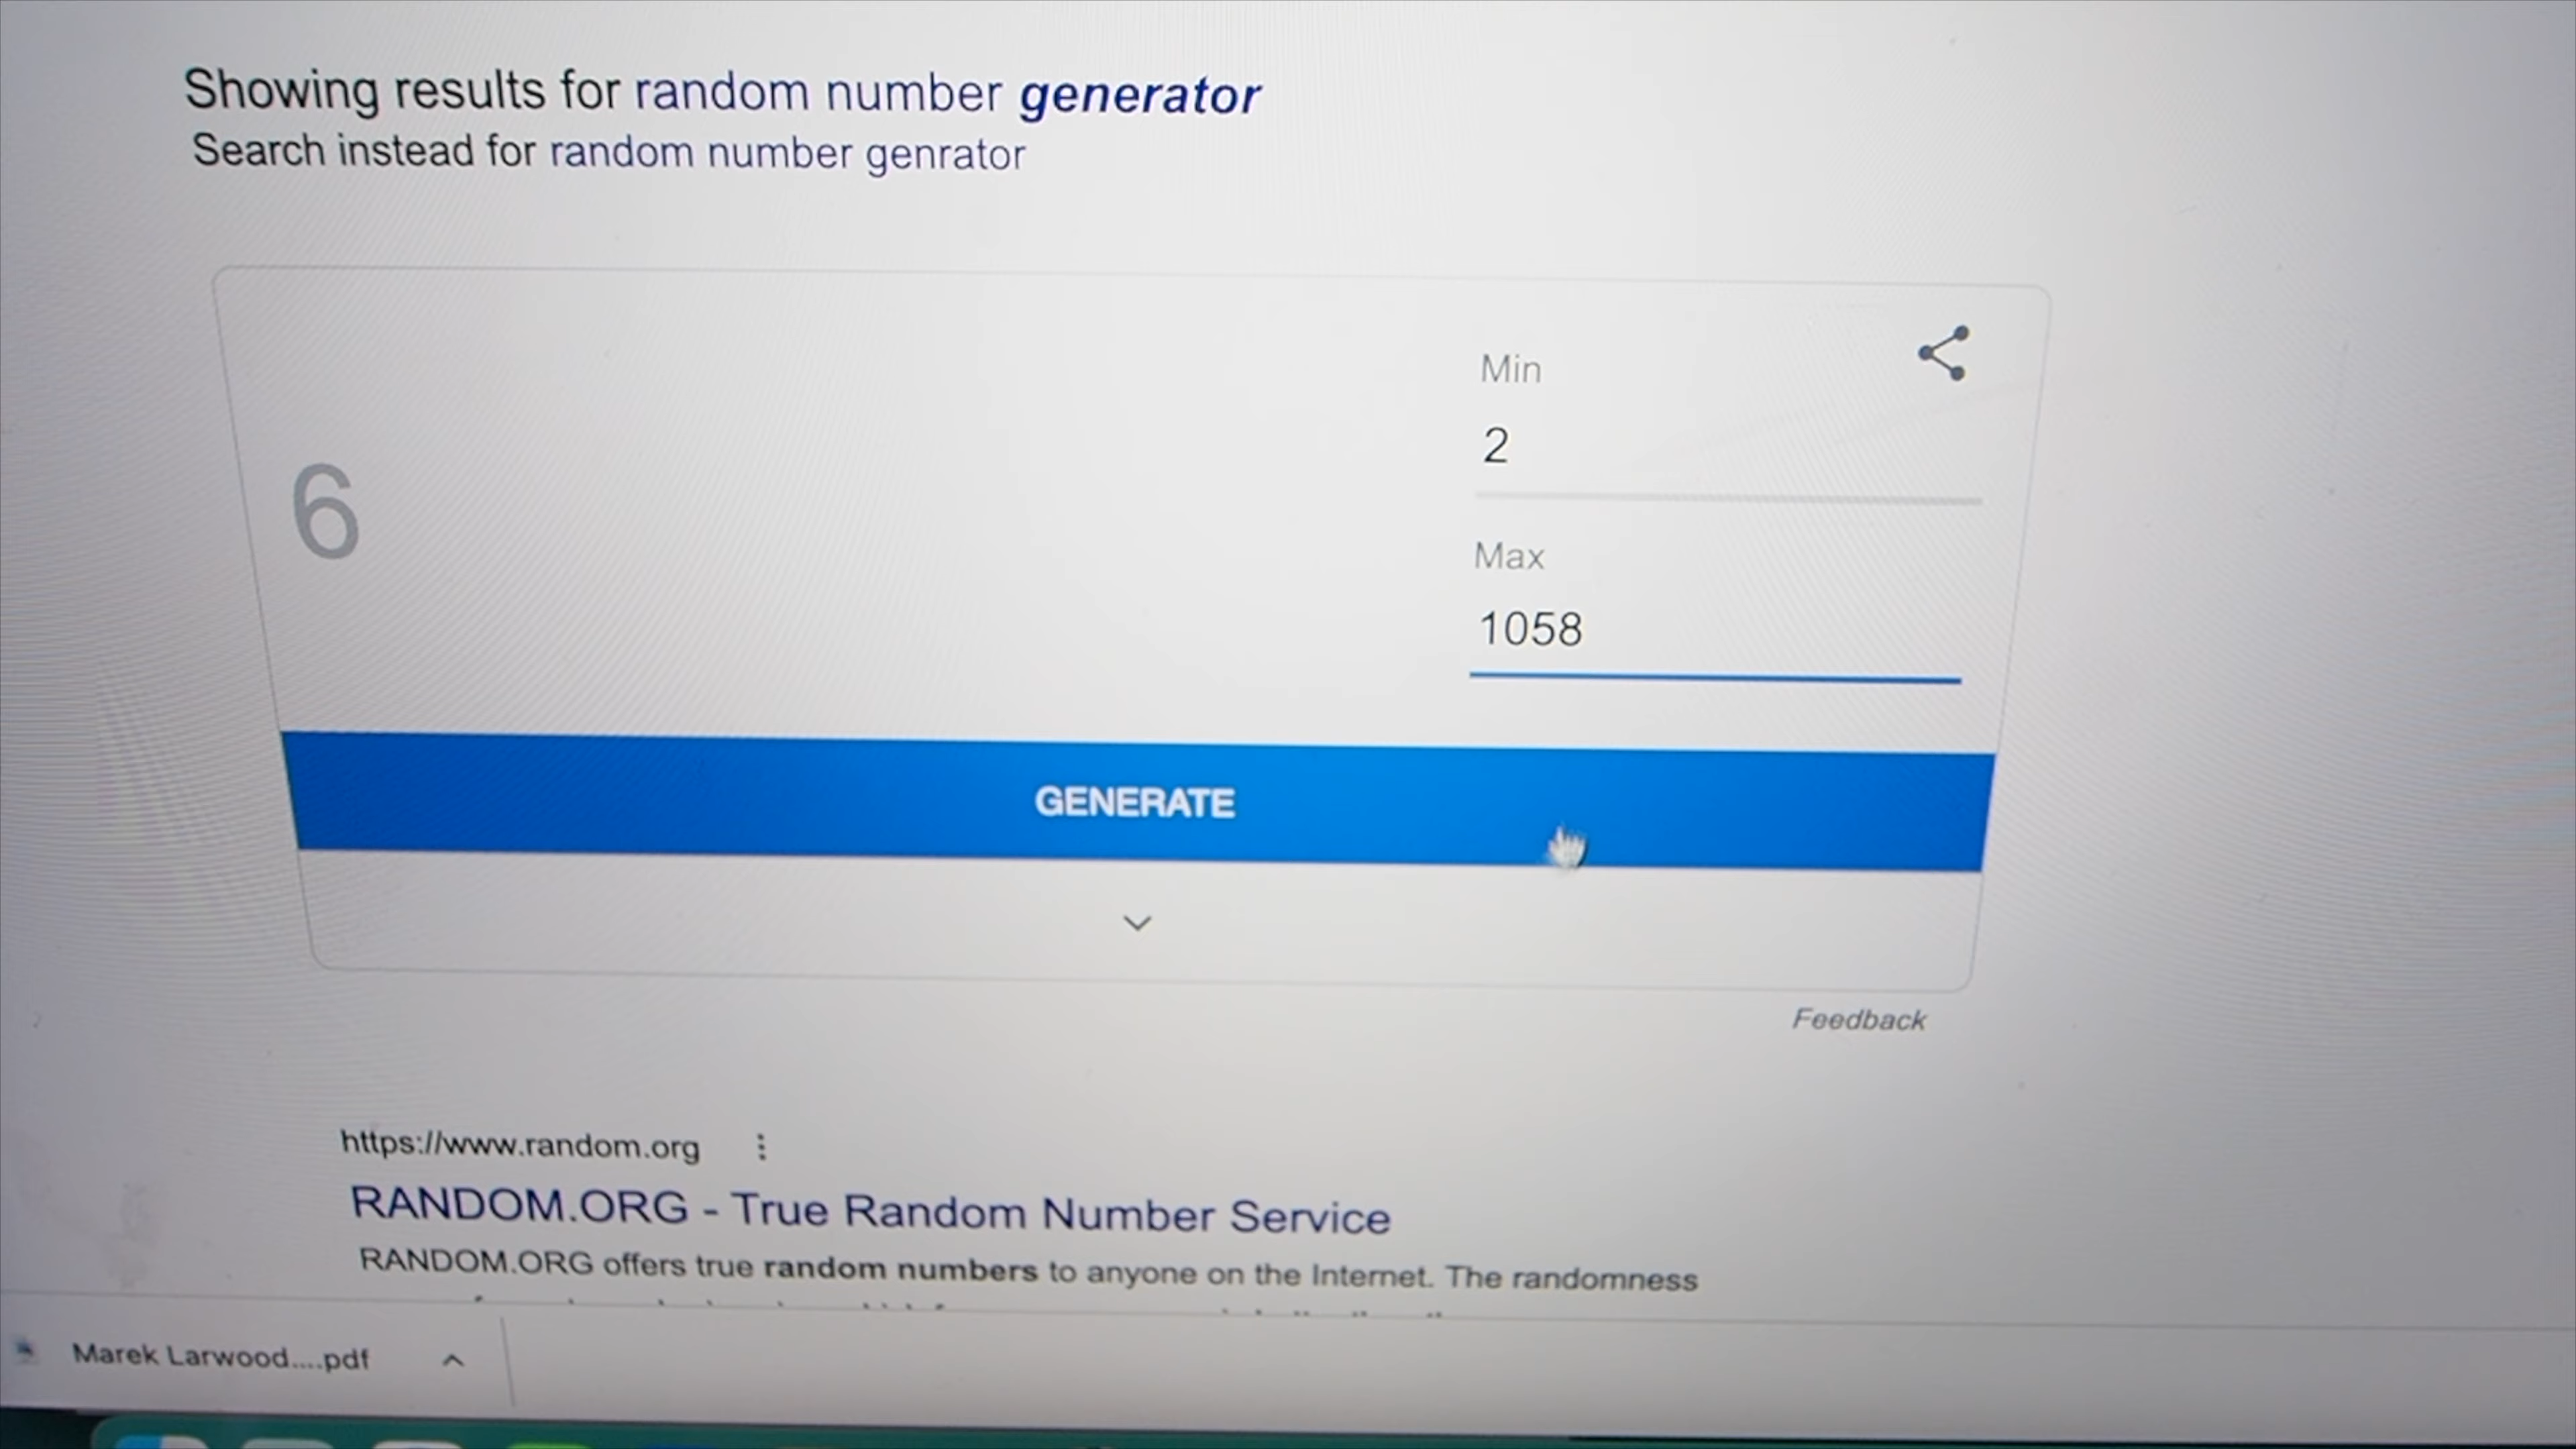 Showing results for random number generator
Search instead for random number genrator
Min
2
6
Max
1058
GENERATE
Feedback
https://www.random.org
RANDOM.ORG - True Random Number Service
RANDOM.ORG offers true random numbers to anyone on the Internet. The randomness
Marek Larwood....pdf